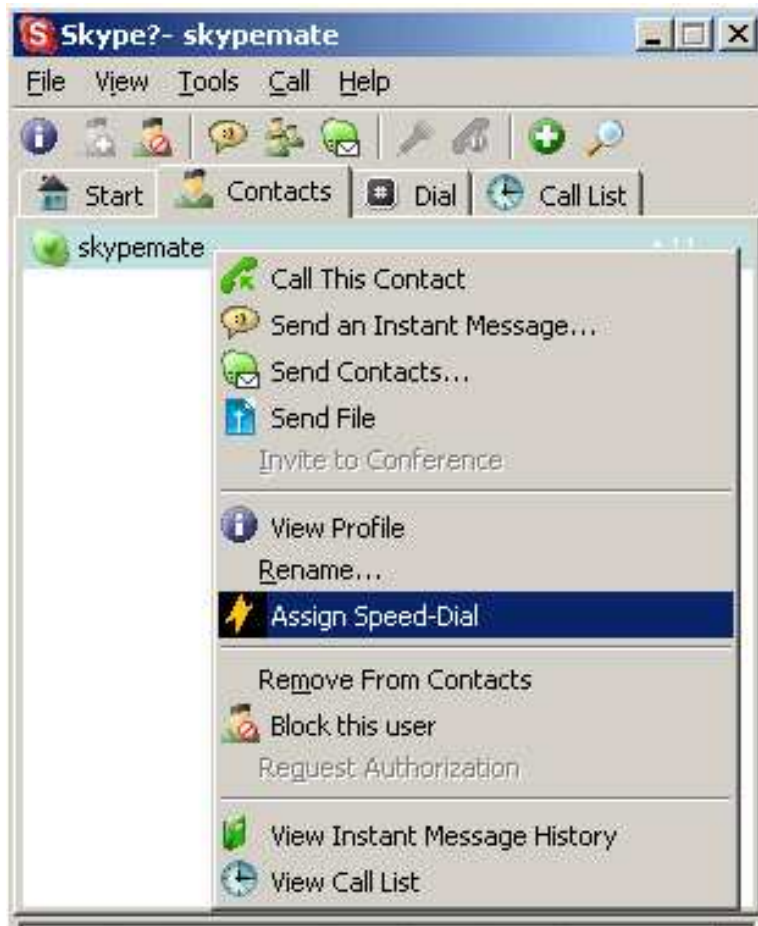 Skype?- skypemate
File View Tools Call Help
Start Contacts Dial Call List
skypemate
Call This Contact
Send an Instant Message...
Send Contacts...
Send File
Invite to Conference
View Profile
Rename...
Assign Speed-Dial
Remove From Contacts
Block this user
Request Authorization
View Instant Message History
View Call List